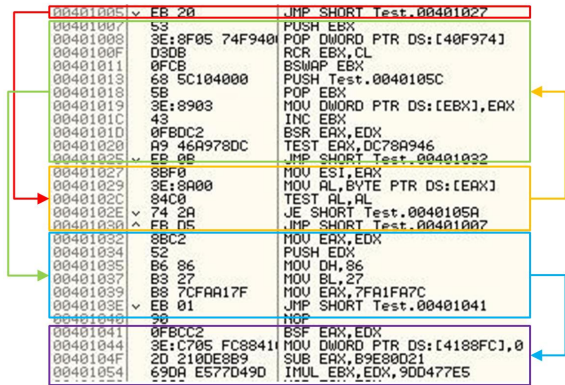 00401005 ⌄ EB 20 JMP SHORT Test.00401027
00401007 53 PUSH EBX
00401008 3E:8F05 74F940 POP DWORD PTR DS:[40F974]
0040100F D3DB RCR EBX,CL
00401011 0FCB BSWAP EBX
00401013 68 5C104000 PUSH Test.0040105C
00401018 5B POP EBX
00401019 3E:8903 MOV DWORD PTR DS:[EBX],EAX
0040101C 43 INC EBX
0040101D 0FBDC2 BSR EAX,EDX
00401020 A9 46A978DC TEST EAX,DC78A946
00401025 ⌄ EB 0B JMP SHORT Test.00401032
00401027 8BF0 MOV ESI,EAX
00401029 3E:8A00 MOV AL,BYTE PTR DS:[EAX]
0040102C 84C0 TEST AL,AL
0040102E ⌄ 74 2A JE SHORT Test.0040105A
00401030 ^ EB D5 JMP SHORT Test.00401007
00401032 8BC2 MOV EAX,EDX
00401034 52 PUSH EDX
00401035 B6 86 MOV DH,86
00401037 B3 27 MOV BL,27
00401039 B8 7CFAA17F MOV EAX,7FA1FA7C
0040103E ⌄ EB 01 JMP SHORT Test.00401041
00401040 90 NOP
00401041 0FBCC2 BSF EAX,EDX
00401044 3E:C705 FC8841 MOV DWORD PTR DS:[4188FC],0
0040104F 2D 210DE8B9 SUB EAX,B9E80D21
00401054 69DA E577D49D IMUL EBX,EDX,9DD477E5